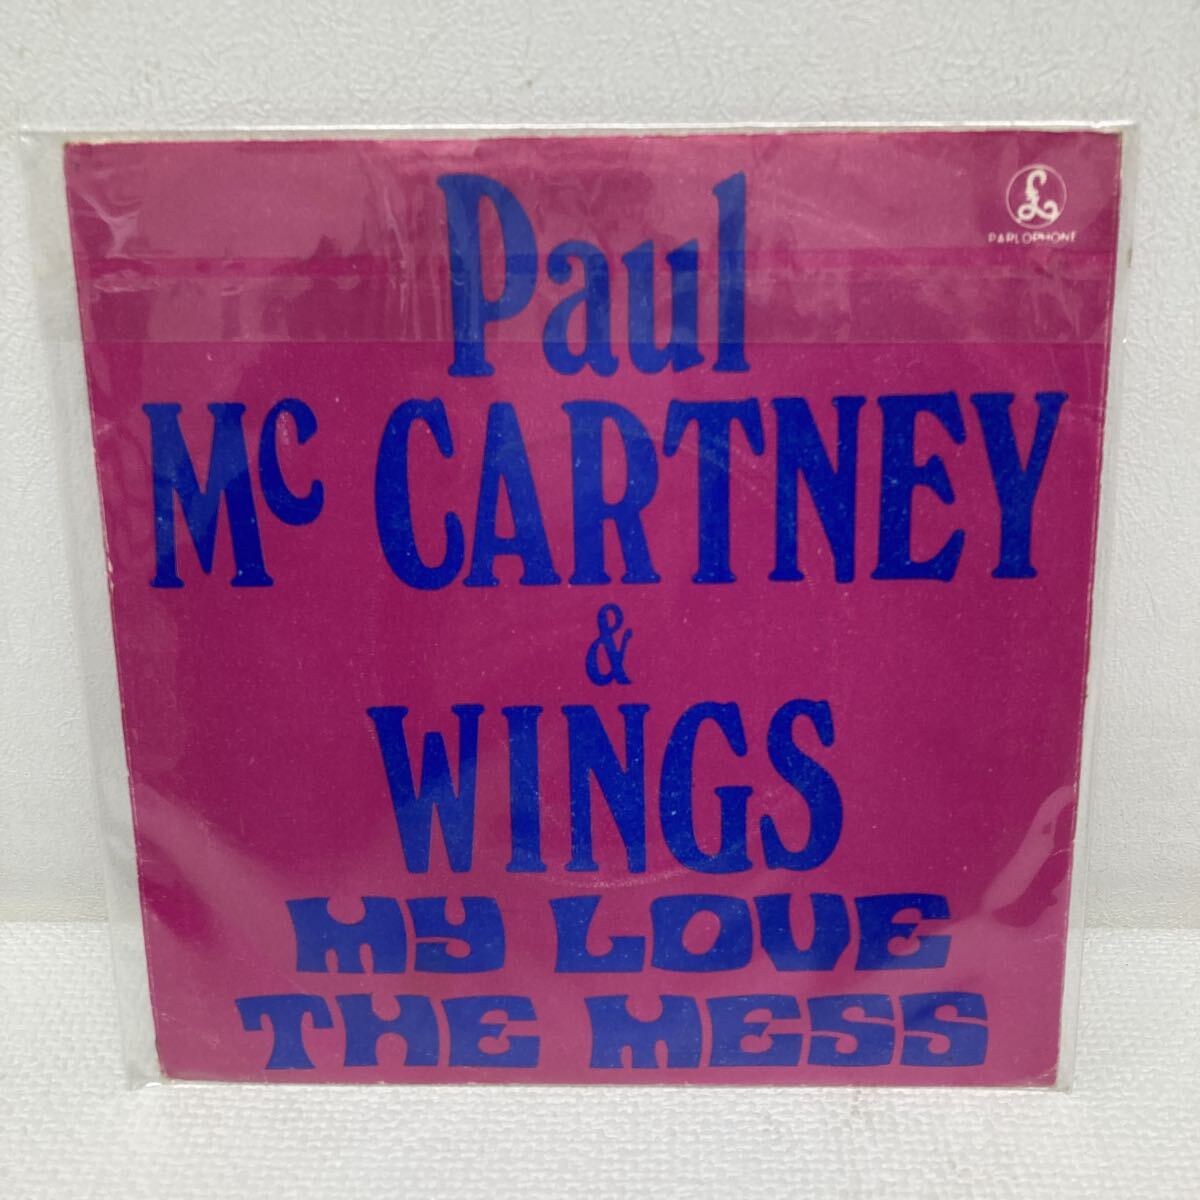 £
PARLOPHONE
Paul
Mc CARTNEY
&
WINGS
MY LOVE
THE MESS